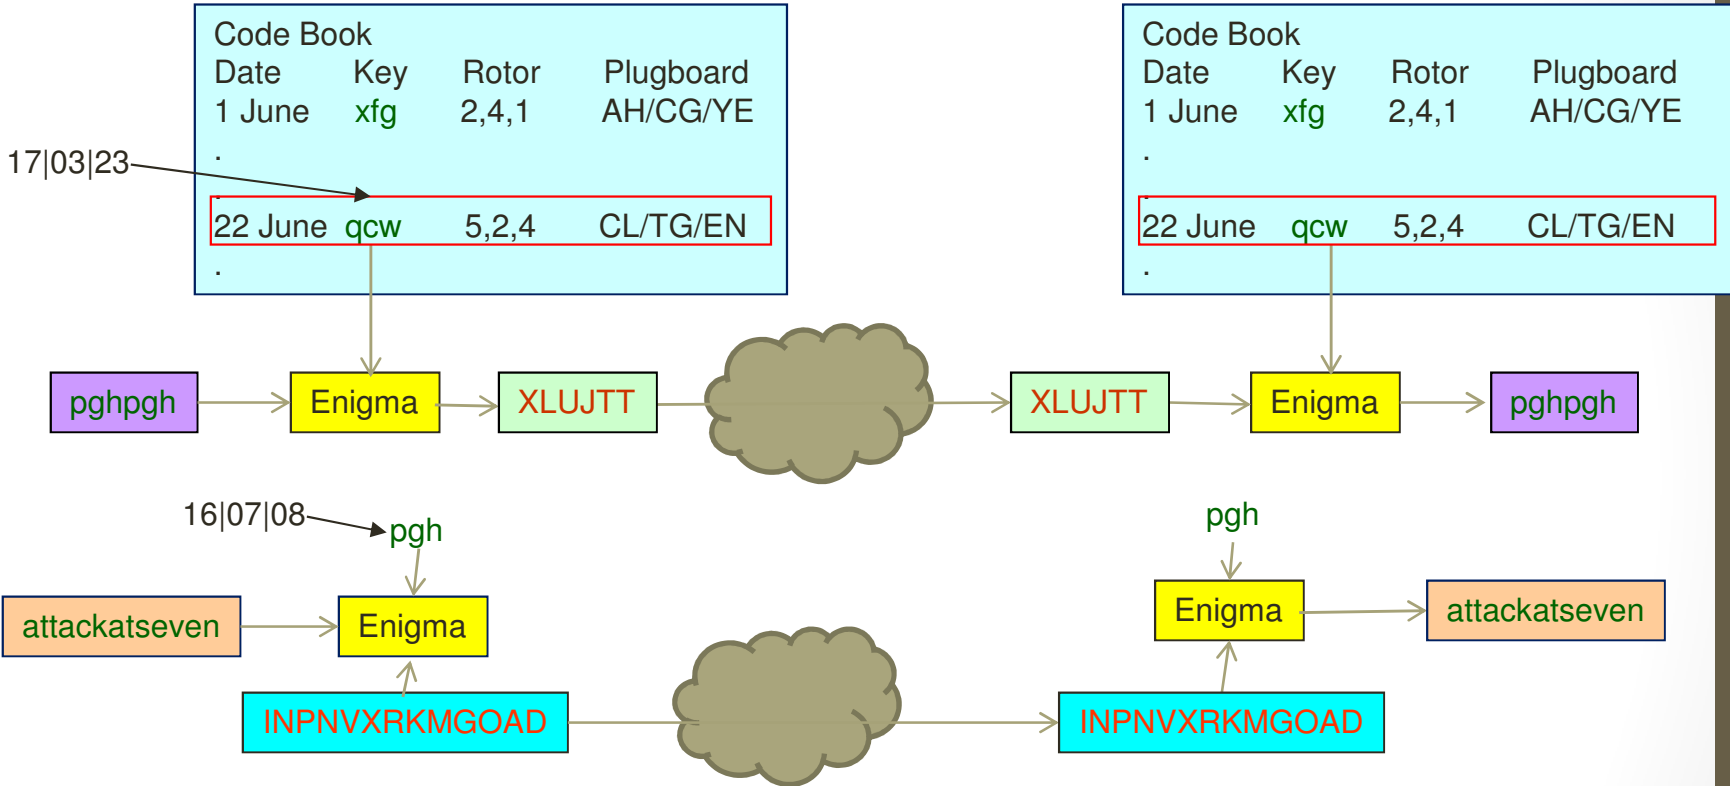 Code Book
Date Key Rotor Plugboard
1 June xfg 2,4,1 AH/CG/YE
.
.
22 June qcw 5,2,4 CL/TG/EN
.
Code Book
Date Key Rotor Plugboard
1 June xfg 2,4,1 AH/CG/YE
.
.
22 June qcw 5,2,4 CL/TG/EN
.
17|03|23
pghpgh Enigma XLUJTT XLUJTT Enigma pghpgh
16|07|08 pgh pgh
attackatseven Enigma Enigma attackatseven
INPNVXRKMGOAD INPNVXRKMGOAD